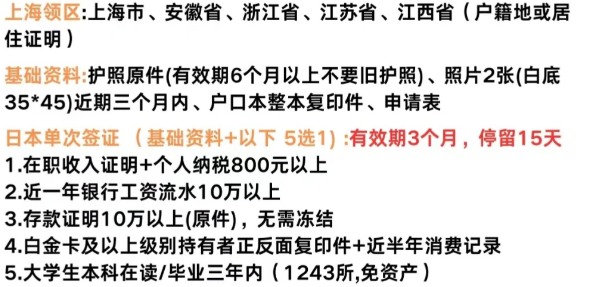 上海领区:上海市、安徽省、浙江省、江苏省、江西省（户籍地或居
住证明）
基础资料:护照原件(有效期6个月以上不要旧护照)、照片2张(白底
35*45)近期三个月内、户口本整本复印件、申请表
日本单次签证 （基础资料+以下 5选1）:有效期3个月，停留15天
1.在职收入证明+个人纳税800元以上
2.近一年银行工资流水10万以上
3.存款证明10万以上(原件)，无需冻结
4.白金卡及以上级别持有者正反面复印件+近半年消费记录
5.大学生本科在读/毕业三年内（1243所,免资产）